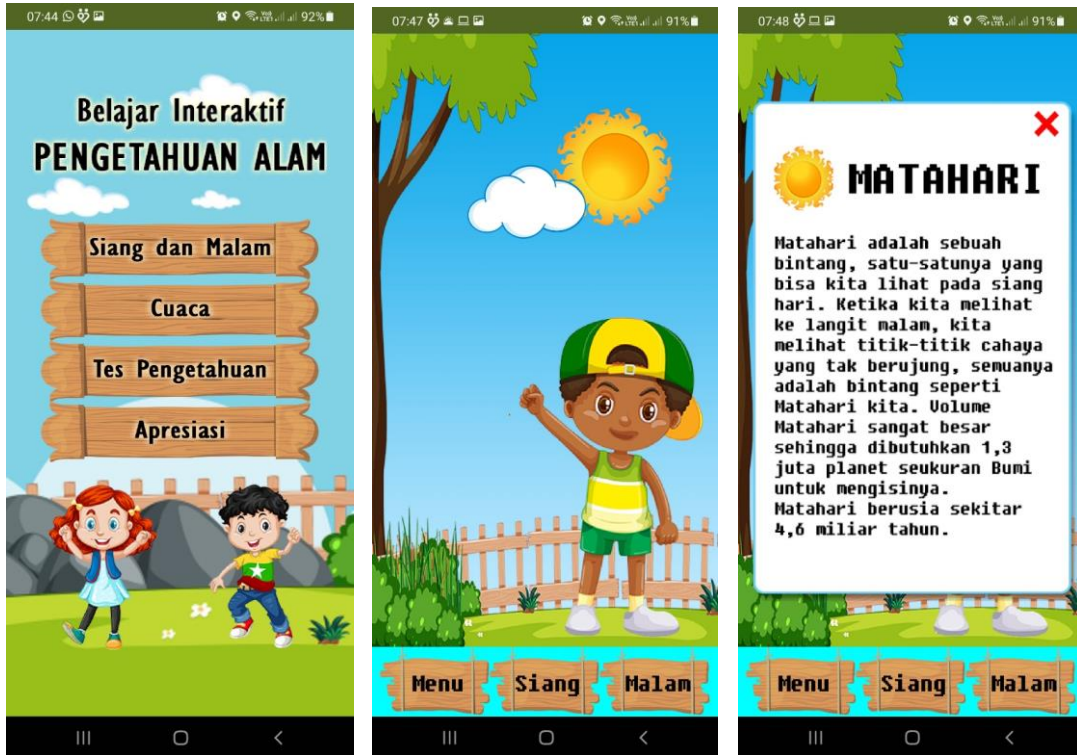 07:44 92%
Belajar Interaktif
PENGETAHUAN ALAM
Siang dan Malam
Cuaca
Tes Pengetahuan
Apresiasi
07:47 91%
Menu Siang Malam
07:48 91%
MATAHARI
Matahari adalah sebuah
bintang, satu-satunya yang
bisa kita lihat pada siang
hari. Ketika kita melihat
ke langit malam, kita
melihat titik-titik cahaya
yang tak berujung, semuanya
adalah bintang seperti
Matahari kita. Volume
Matahari sangat besar
sehingga dibutuhkan 1,3
juta planet seukuran Bumi
untuk mengisinya.
Matahari berusia sekitar
4,6 miliar tahun.
Menu Siang Malam